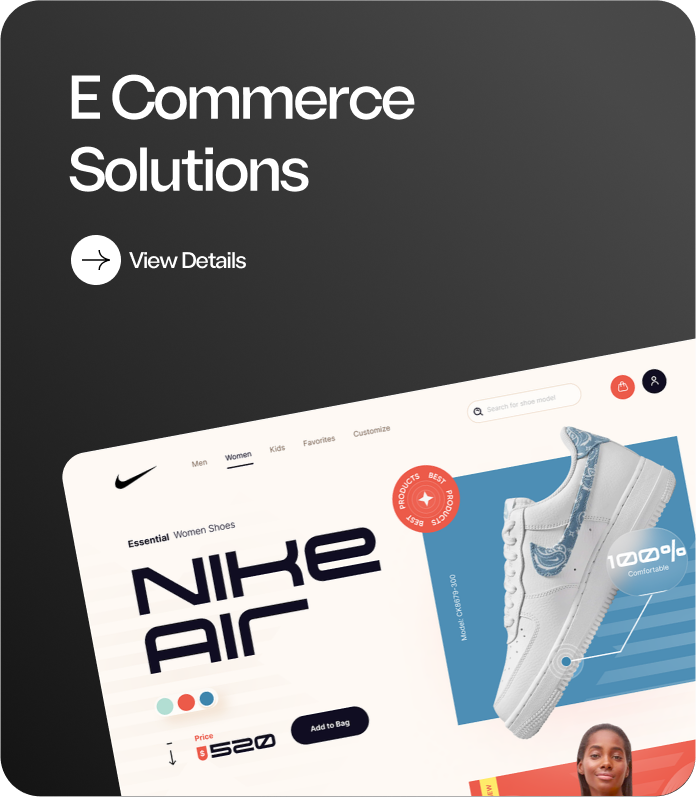 E Commerce
Solutions
View Details
Search for shoe model
Men
Women
Kids
Favorites
Customize
BEST PRODUCTS BEST PRODUCTS
Essential Women Shoes
NIKE
AIR
Model: CK8679-300
100%
Comfortable
Price
$ 520
Add to Bag